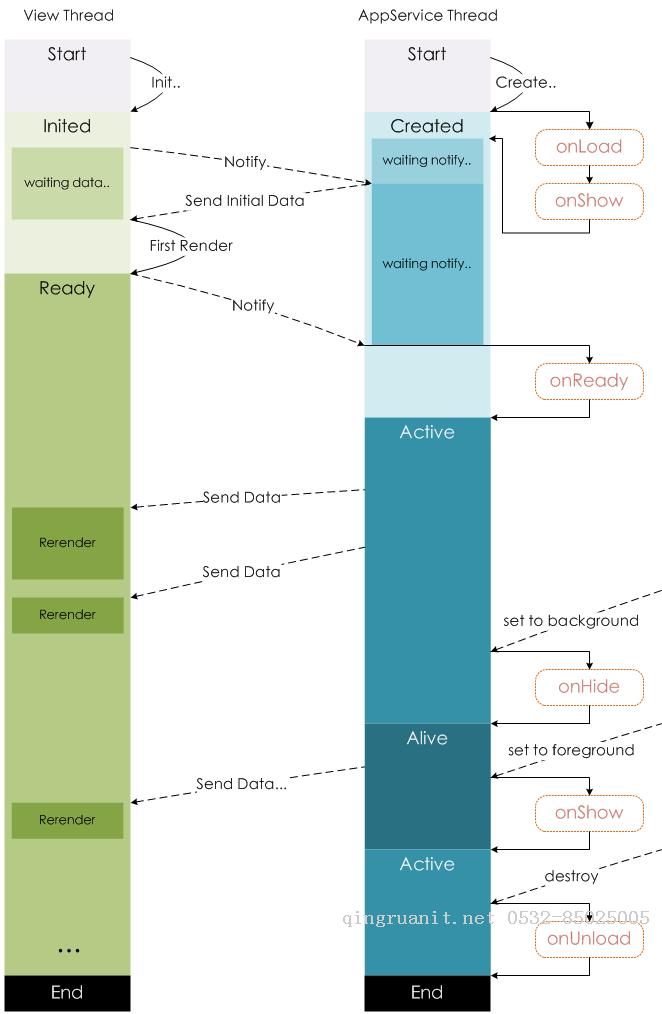 View Thread
AppService Thread
Start
Start
Init..
Create..
Inited
Created
onLoad
waiting data..
Notify
waiting notify..
Send Initial Data
onShow
First Render
waiting notify..
Ready
Notify
onReady
Active
Send Data
Rerender
Send Data
Rerender
set to background
onHide
Alive
set to foreground
Send Data...
onShow
Rerender
Active
destroy
qingruanit.net 0532-85025005
onUnload
...
End
End